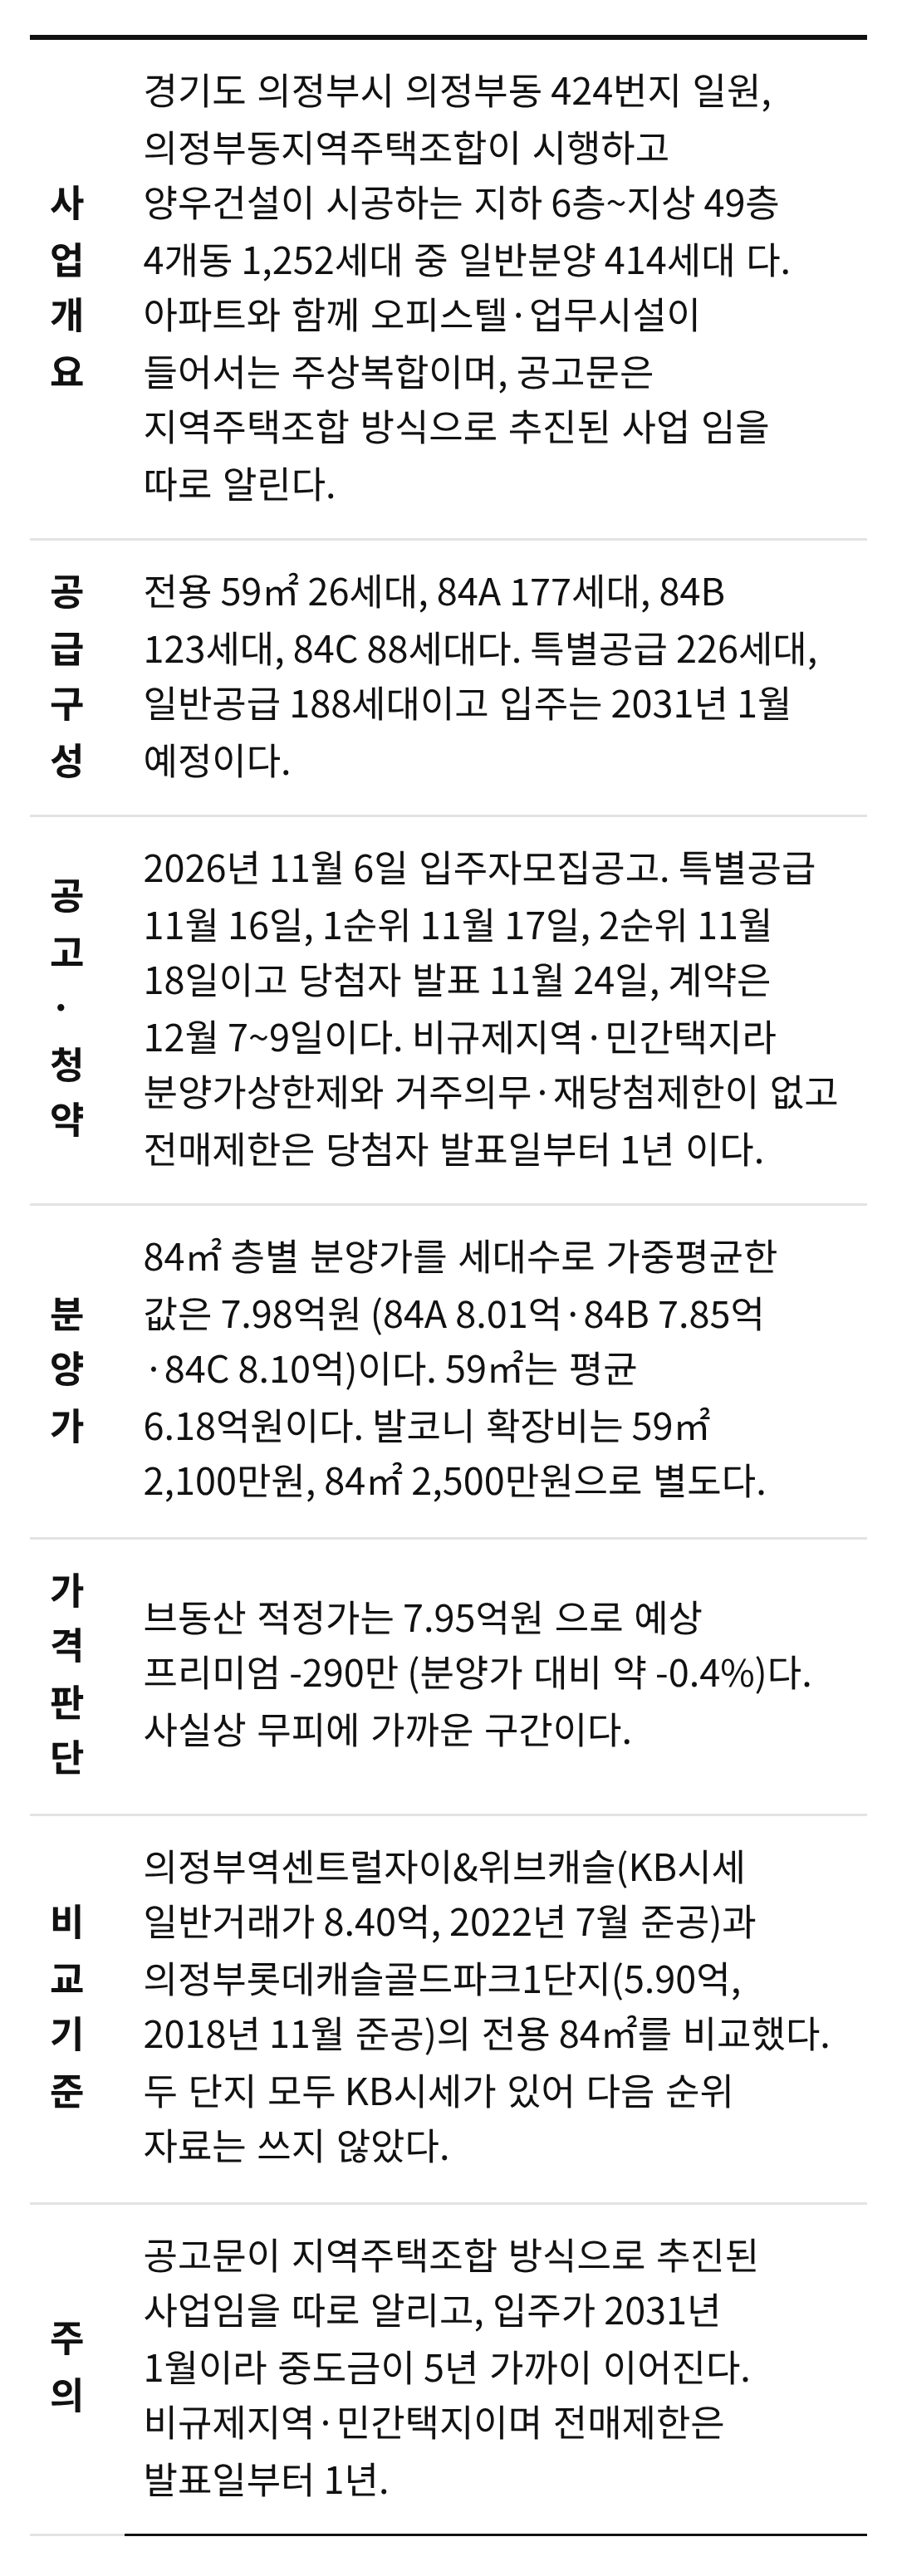 사업개요
경기도 의정부시 의정부동 424번지 일원,
의정부동지역주택조합이 시행하고
양우건설이 시공하는 지하 6층~지상 49층
4개동 1,252세대 중 일반분양 414세대 다.
아파트와 함께 오피스텔·업무시설이
들어서는 주상복합이며, 공고문은
지역주택조합 방식으로 추진된 사업 임을
따로 알린다.
공급구성
전용 59㎡ 26세대, 84A 177세대, 84B
123세대, 84C 88세대다. 특별공급 226세대,
일반공급 188세대이고 입주는 2031년 1월
예정이다.
공고·청약
2026년 11월 6일 입주자모집공고. 특별공급
11월 16일, 1순위 11월 17일, 2순위 11월
18일이고 당첨자 발표 11월 24일, 계약은
12월 7~9일이다. 비규제지역·민간택지라
분양가상한제와 거주의무·재당첨제한이 없고
전매제한은 당첨자 발표일부터 1년 이다.
분양가
84㎡ 층별 분양가를 세대수로 가중평균한
값은 7.98억원 (84A 8.01억·84B 7.85억
·84C 8.10억)이다. 59㎡는 평균
6.18억원이다. 발코니 확장비는 59㎡
2,100만원, 84㎡ 2,500만원으로 별도다.
가격판단
브동산 적정가는 7.95억원 으로 예상
프리미엄 -290만 (분양가 대비 약 -0.4%)다.
사실상 무피에 가까운 구간이다.
비교기준
의정부역센트럴자이&위브캐슬(KB시세
일반거래가 8.40억, 2022년 7월 준공)과
의정부롯데캐슬골드파크1단지(5.90억,
2018년 11월 준공)의 전용 84㎡를 비교했다.
두 단지 모두 KB시세가 있어 다음 순위
자료는 쓰지 않았다.
주의
공고문이 지역주택조합 방식으로 추진된
사업임을 따로 알리고, 입주가 2031년
1월이라 중도금이 5년 가까이 이어진다.
비규제지역·민간택지이며 전매제한은
발표일부터 1년.